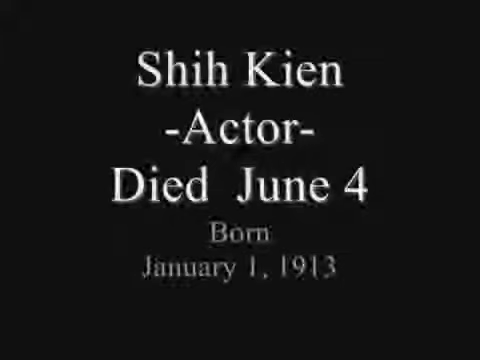 Shih Kien
-Actor-
Died June 4
Born
January 1, 1913